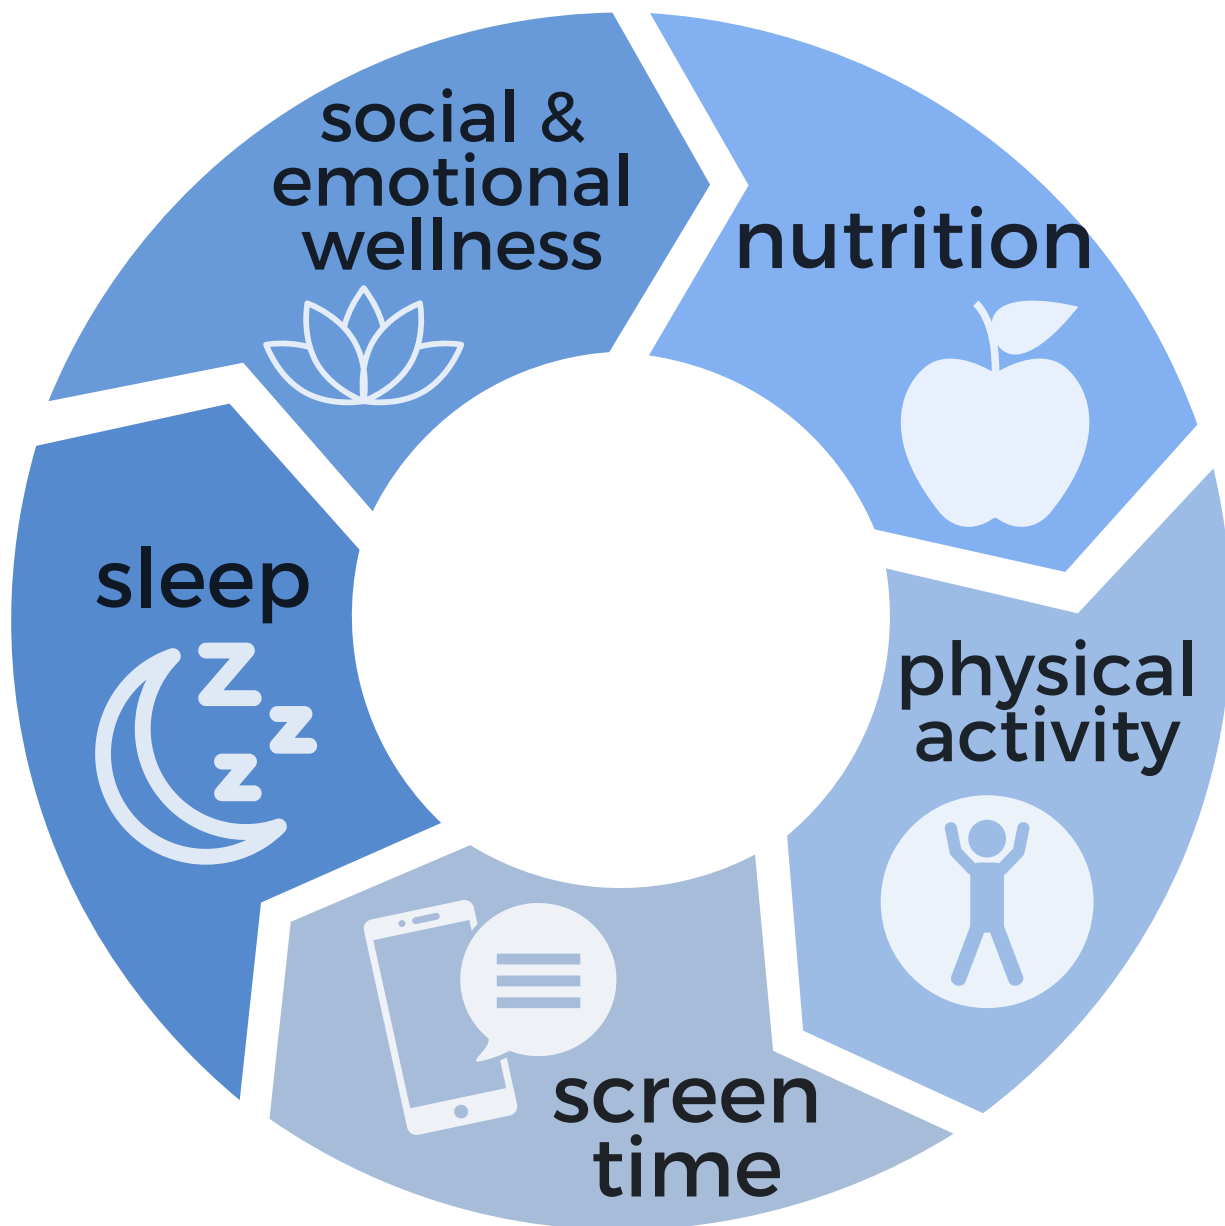 social &
emotional
wellness
nutrition
physical
activity
screen
time
sleep
z
z
z